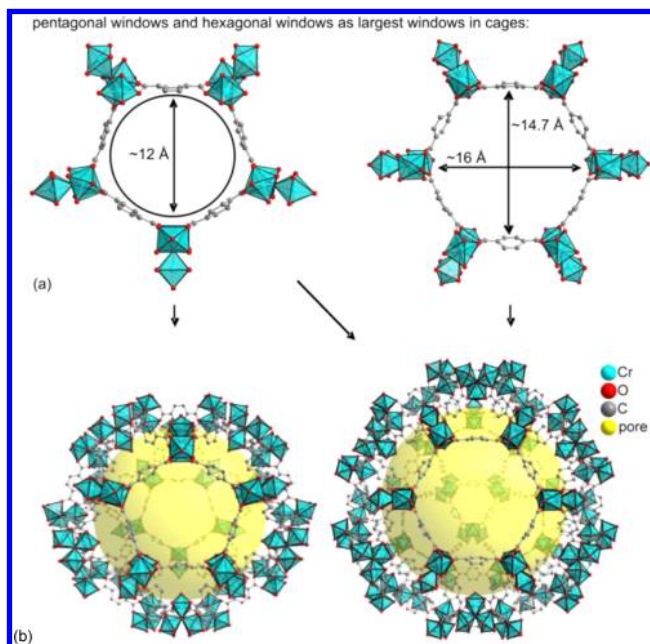 pentagonal windows and hexagonal windows as largest windows in cages:
~12 Å
~14.7 Å
~16 Å
(a)
Cr
O
C
pore
(b)